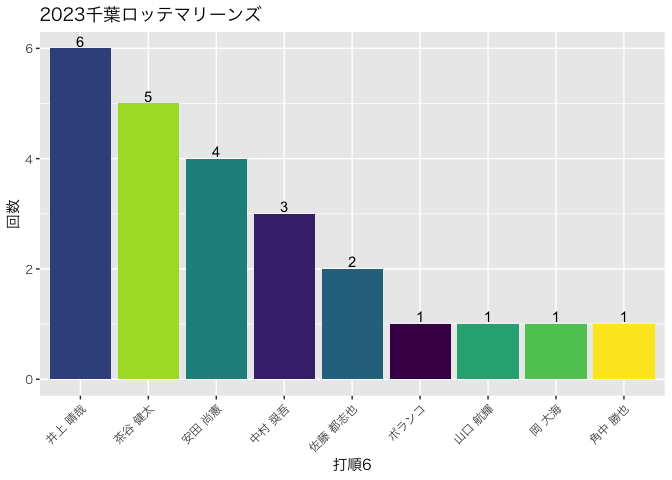 2023千葉ロッテマリーンズ
回数
6
4
2
0
6
5
4
3
2
1
1
1
1
井上 晴哉
茶谷 健太
安田 尚憲
中村 奨吾
佐藤 都志也
ポランコ
山口 航輝
岡 大海
角中 勝也
打順6